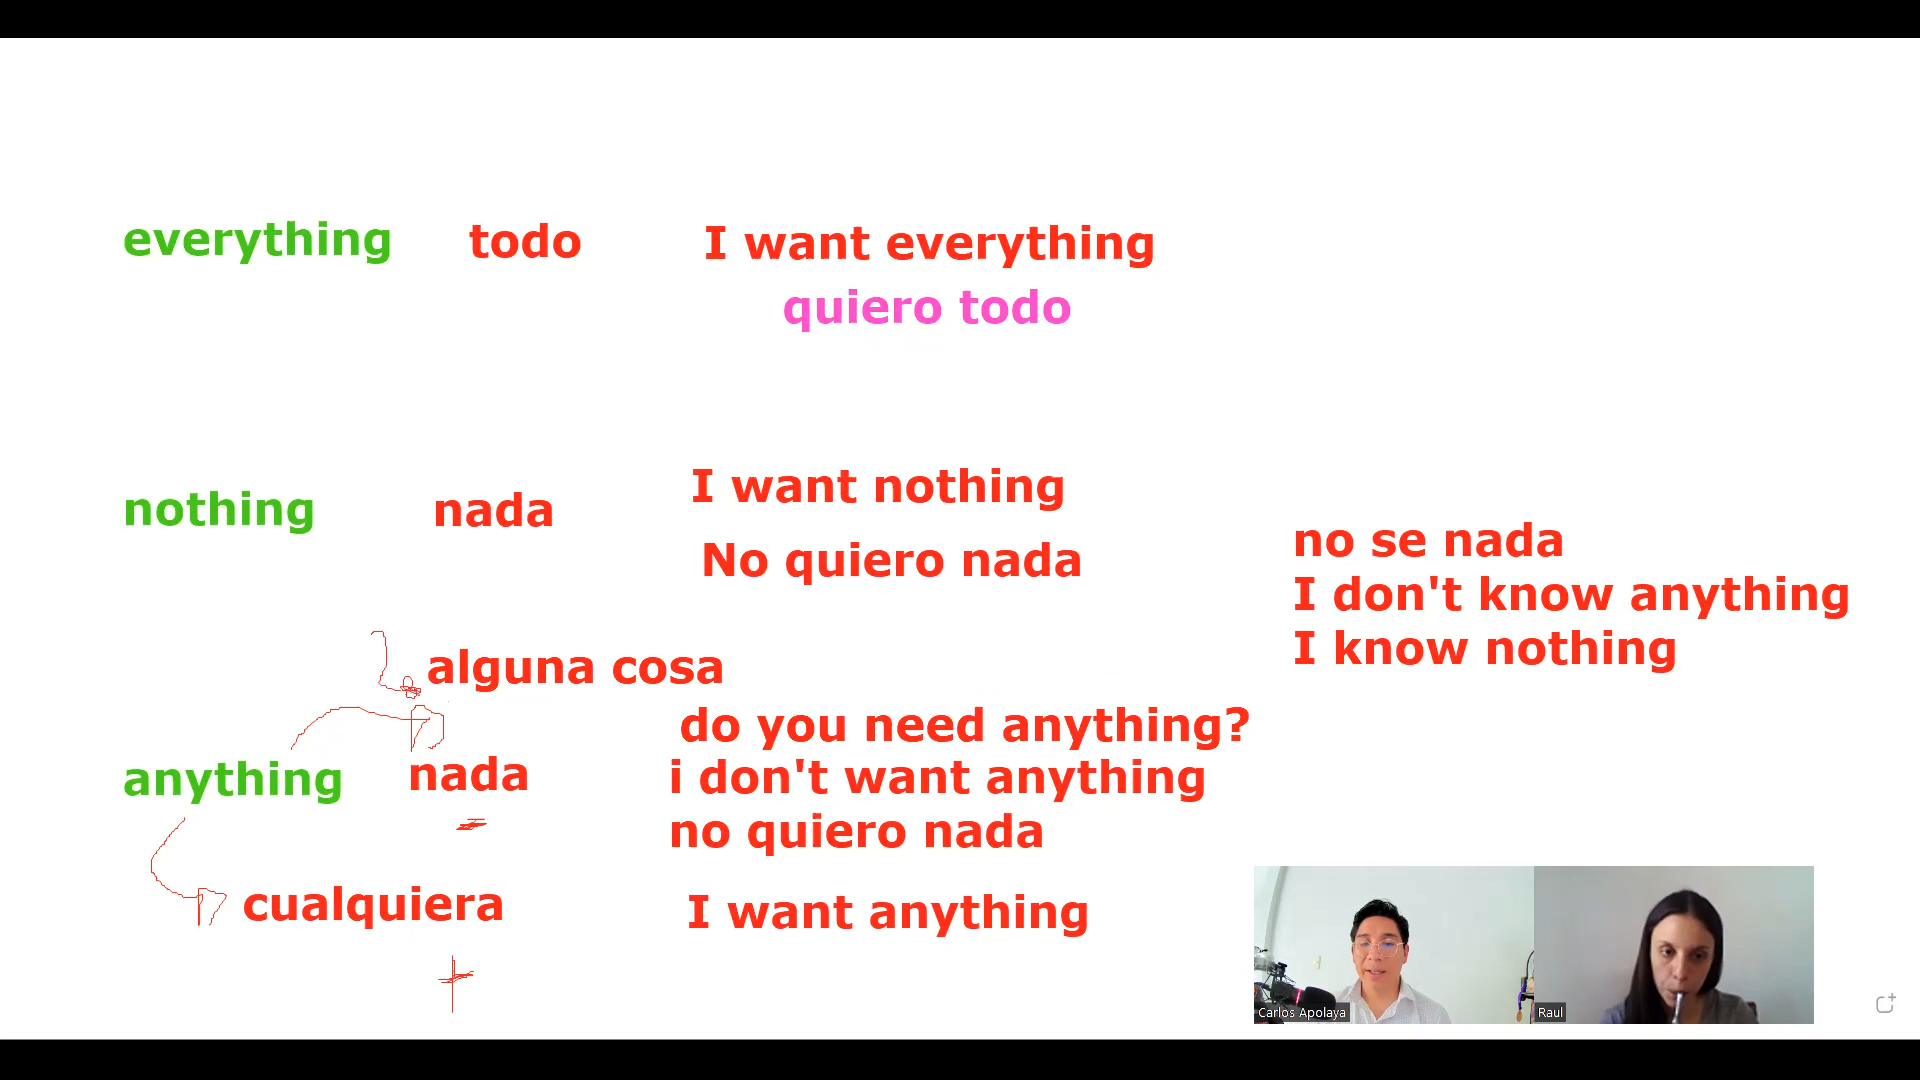 everything todo I want everything
quiero todo
nothing nada I want nothing
No quiero nada
no se nada
I don't know anything
I know nothing
alguna cosa
do you need anything?
anything nada i don't want anything
no quiero nada
cualquiera I want anything
Carlos Apolaya Raul